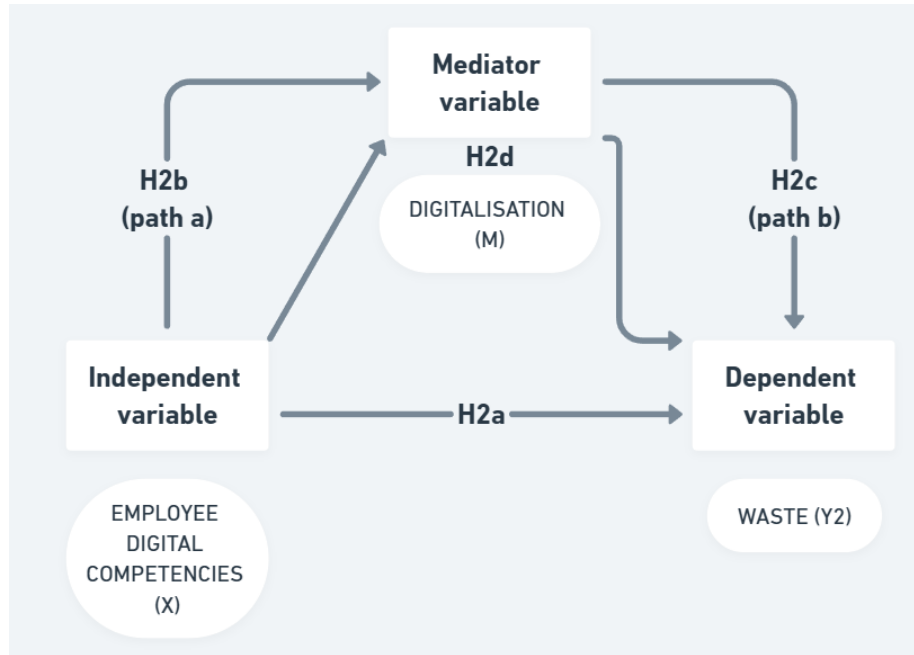 Mediator
variable
H2d
DIGITALISATION
(M)
H2b
(path a)
H2c
(path b)
Independent
variable
H2a
Dependent
variable
EMPLOYEE
DIGITAL
COMPETENCIES
(X)
WASTE (Y2)